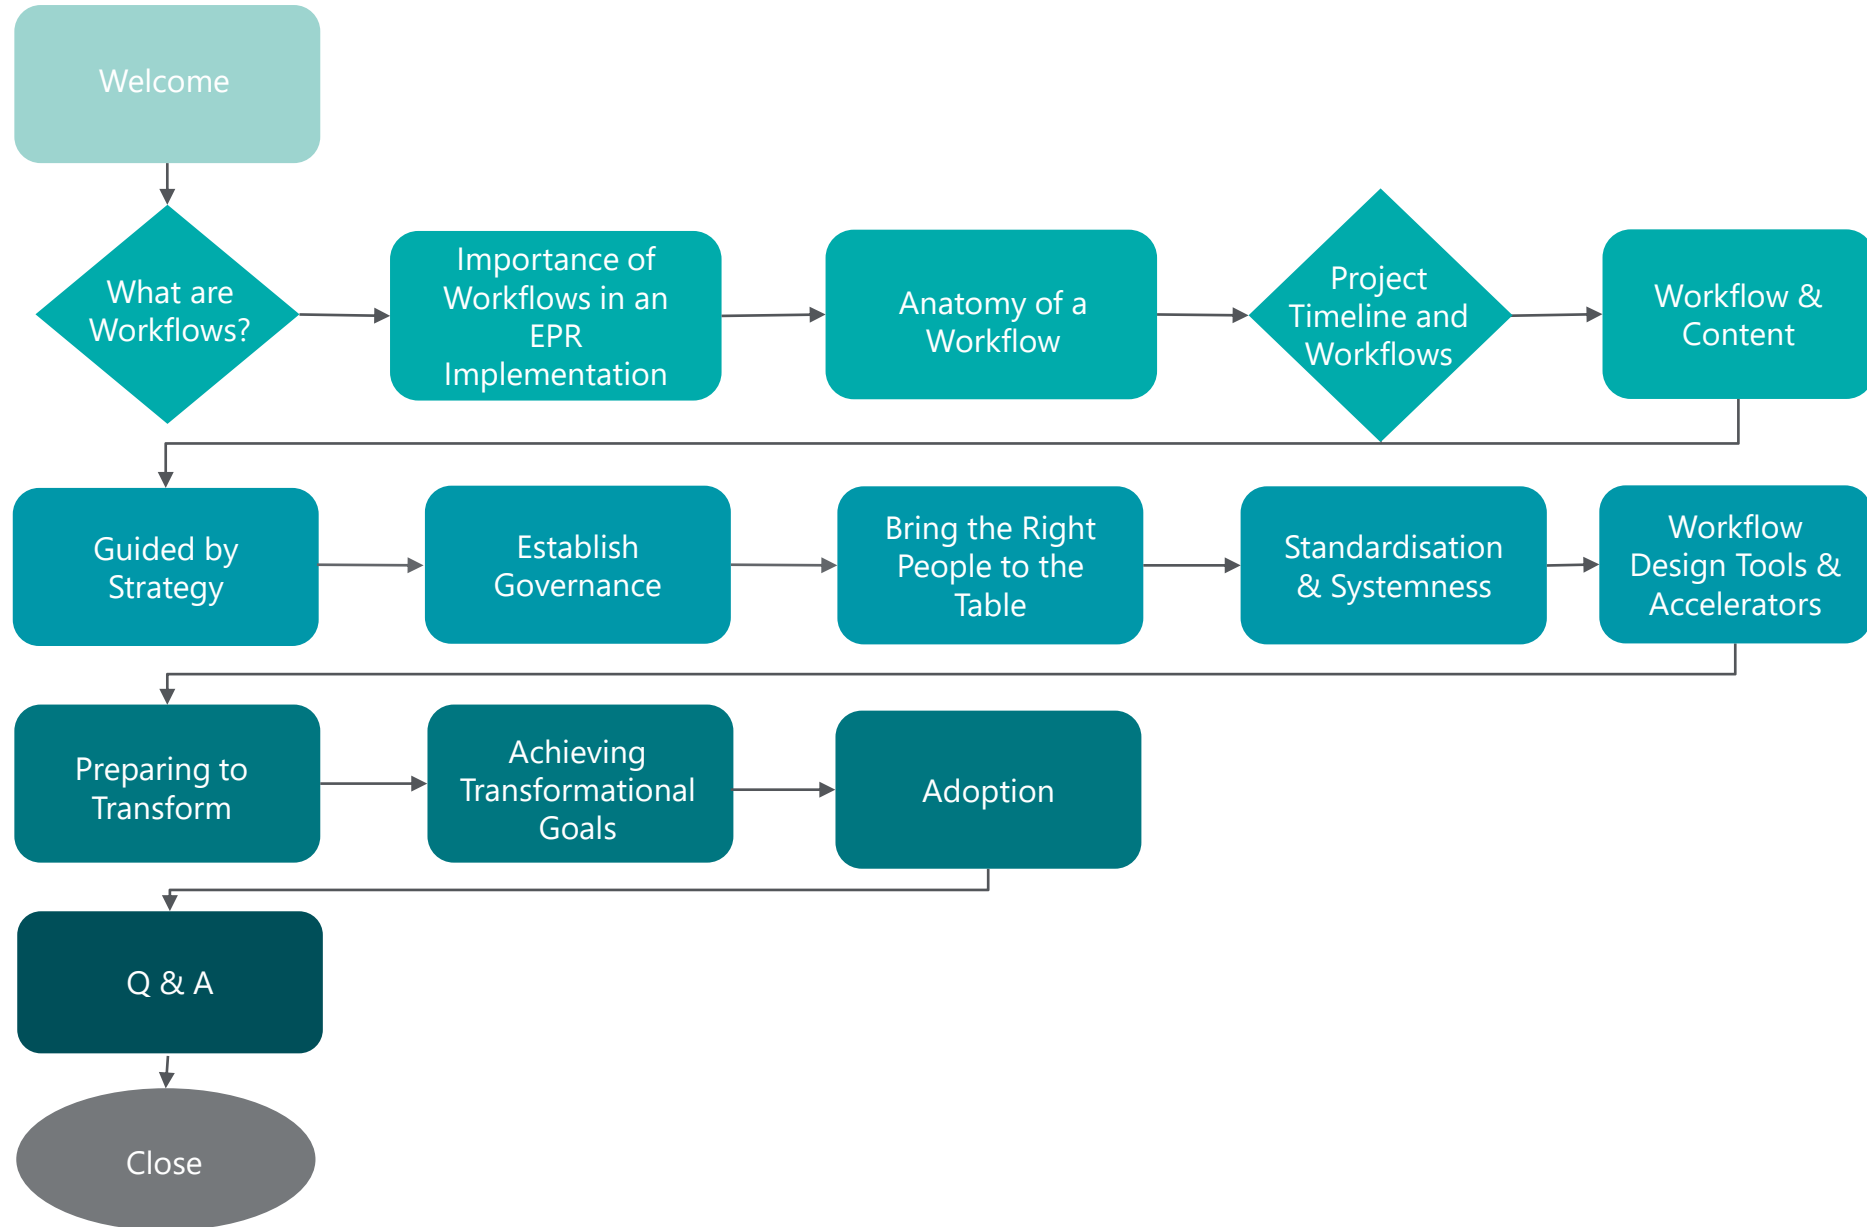 Welcome
What are
Workflows?
Importance of
Workflows in an
EPR
Implementation
Anatomy of a
Workflow
Project
Timeline and
Workflows
Workflow &
Content
Guided by
Strategy
Establish
Governance
Bring the Right
People to the
Table
Standardisation
& Systemness
Workflow
Design Tools &
Accelerators
Preparing to
Transform
Achieving
Transformational
Goals
Adoption
Q & A
Close